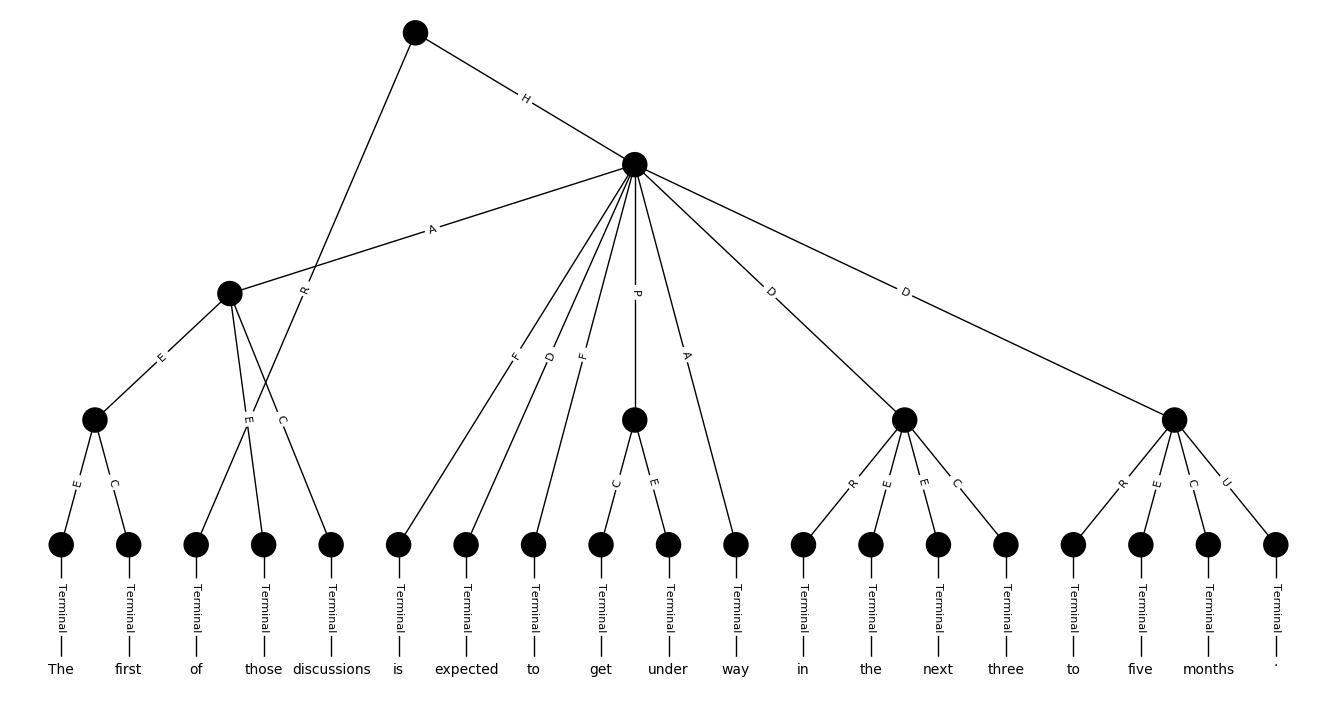 H
A
R
F
D
F
P
A
D
D
E
E
C
E
C
C
E
R
E
E
C
R
E
C
U
Terminal Terminal Terminal Terminal Terminal Terminal Terminal Terminal Terminal Terminal Terminal Terminal Terminal Terminal Terminal Terminal Terminal Terminal Terminal
The first of those discussions is expected to get under way in the next three to five months .